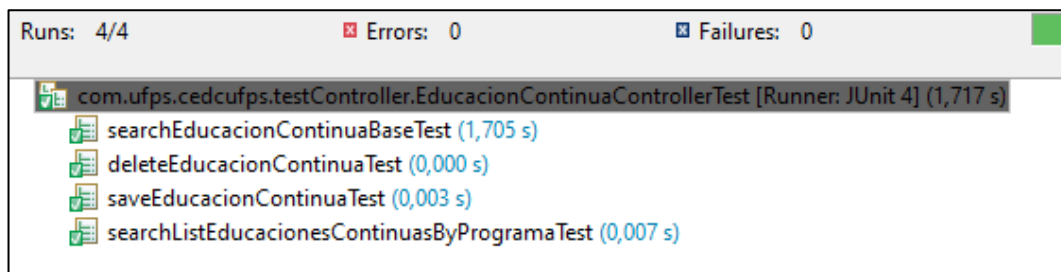 Runs: 4/4 Errors: 0 Failures: 0
com.ufps.cedcufps.testController.EducacionContinuaControllerTest [Runner: JUnit 4] (1,717 s)
searchEducacionContinuaBaseTest (1,705 s)
deleteEducacionContinuaTest (0,000 s)
saveEducacionContinuaTest (0,003 s)
searchListEducacionesContinuasByProgramaTest (0,007 s)